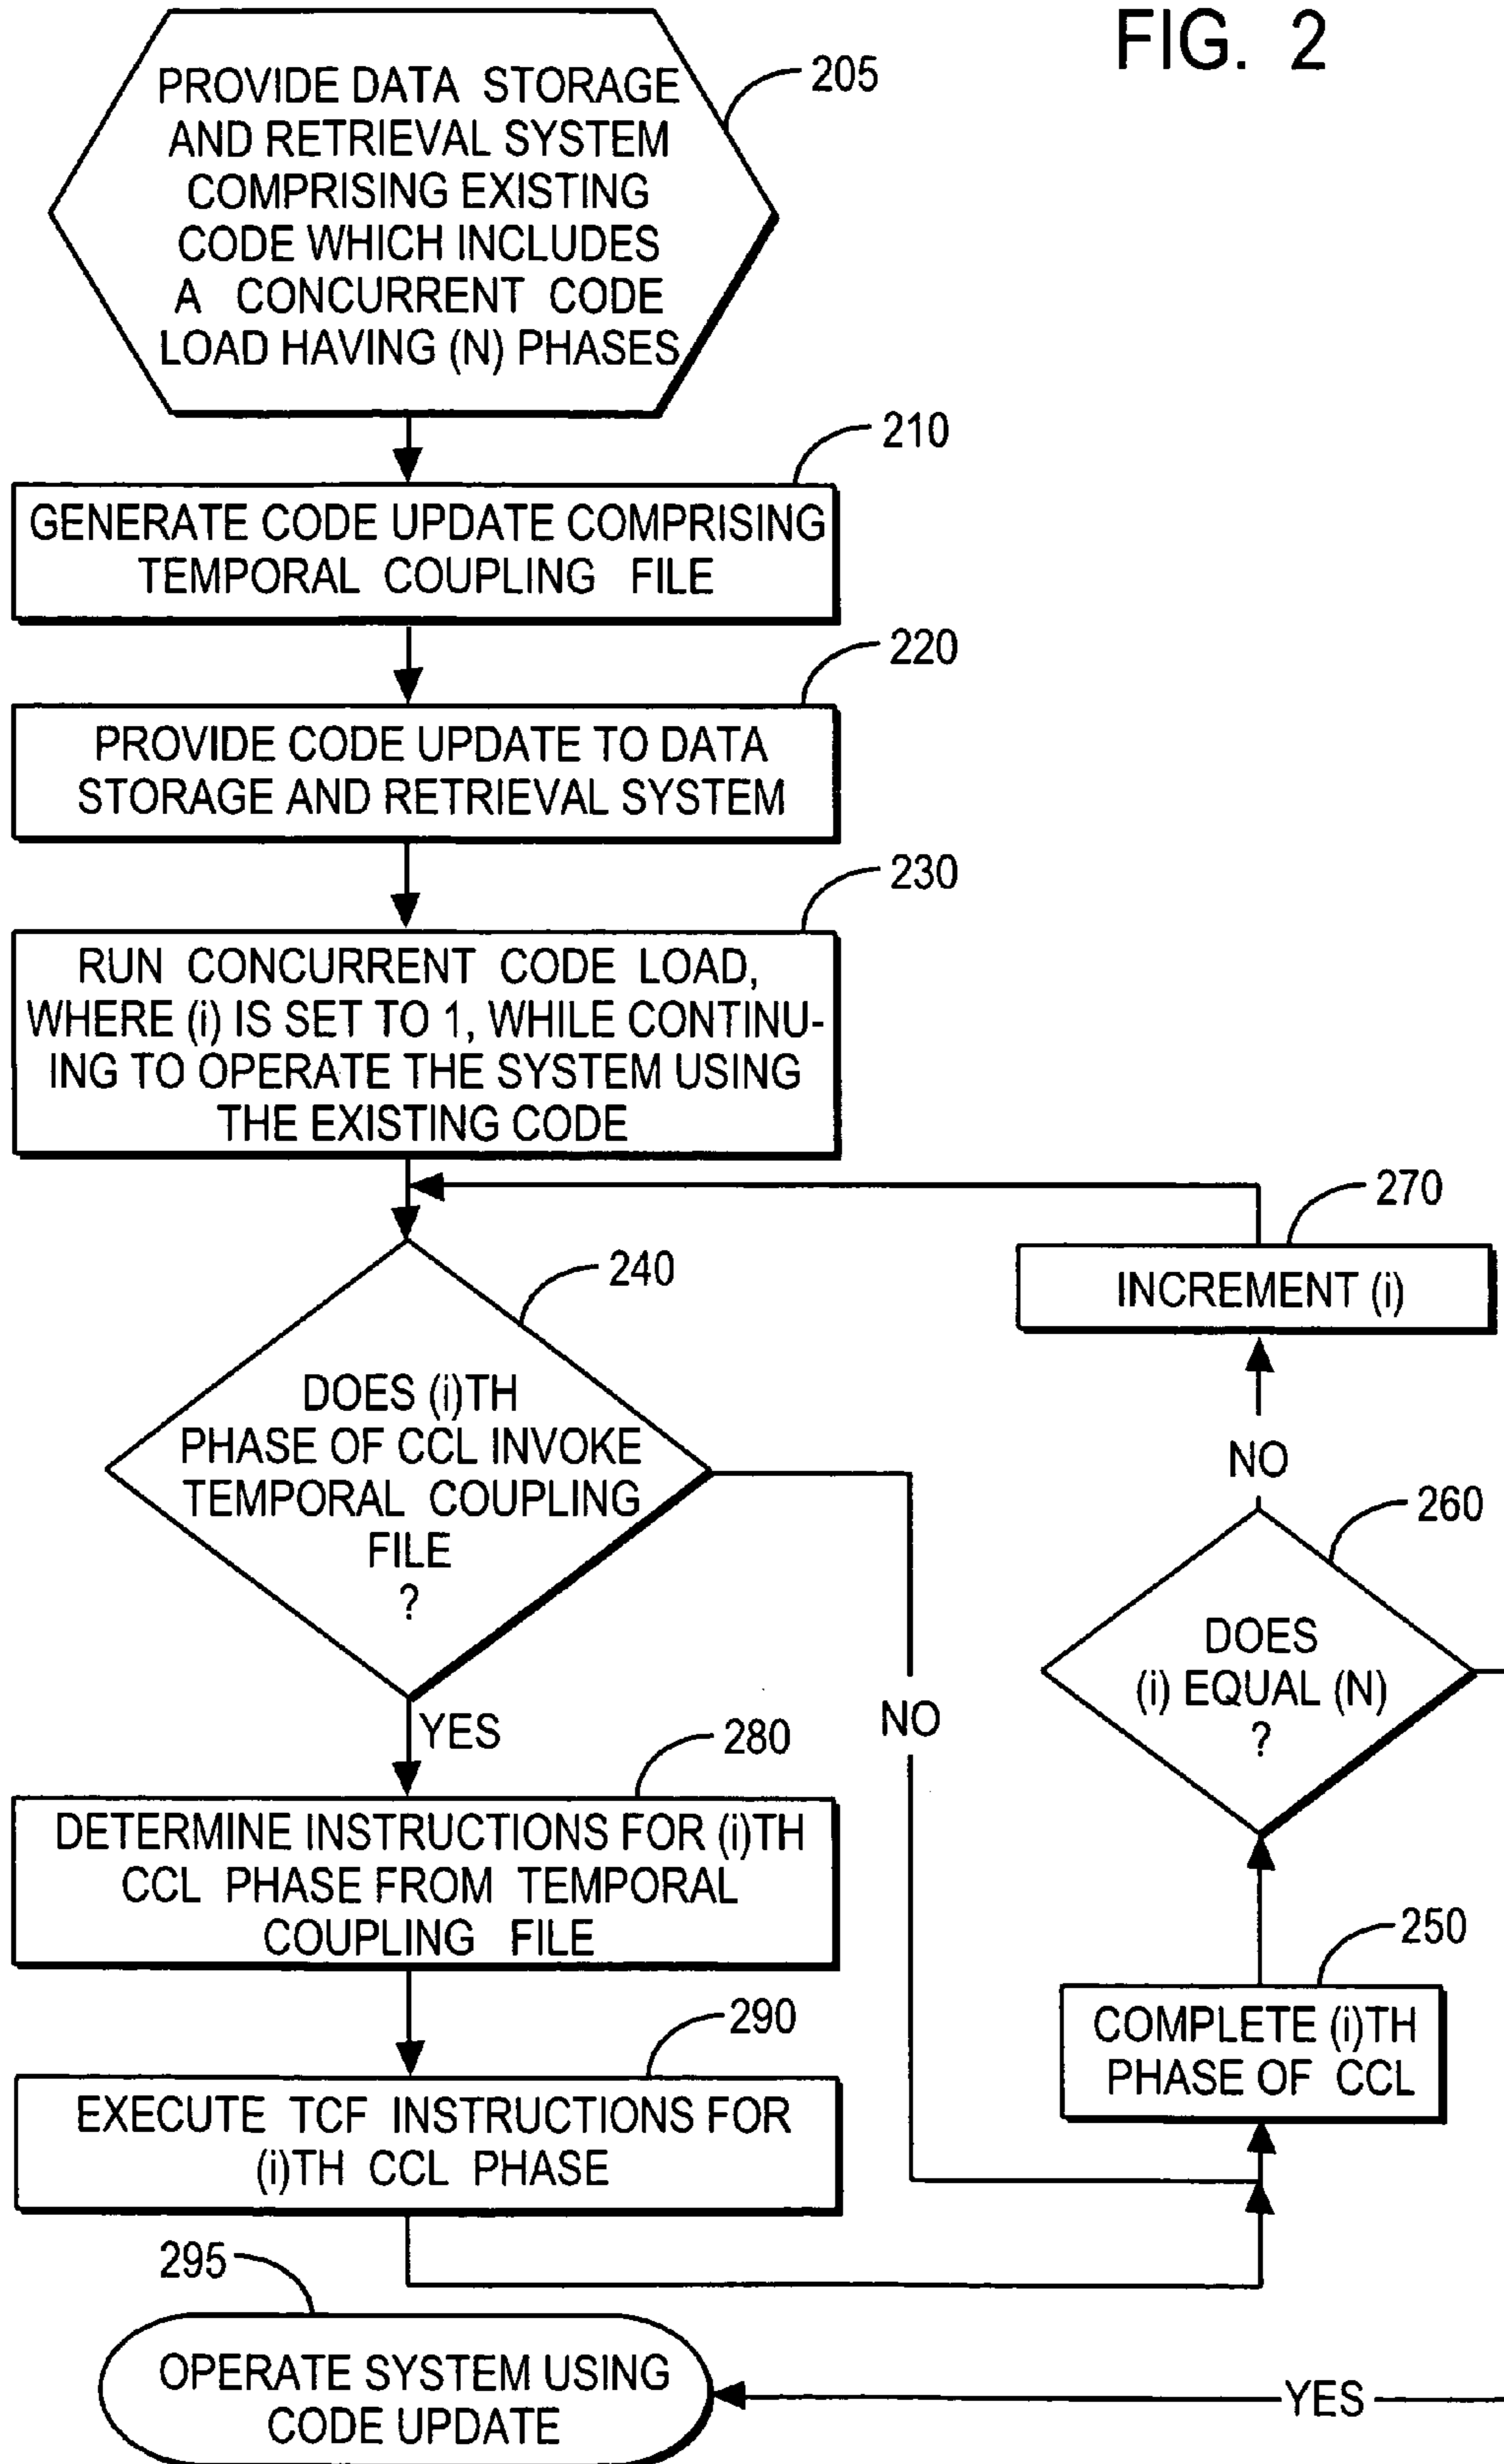 FIG. 2
PROVIDE DATA STORAGE
AND RETRIEVAL SYSTEM
COMPRISING EXISTING
CODE WHICH INCLUDES
A CONCURRENT CODE
LOAD HAVING (N) PHASES
205
210
GENERATE CODE UPDATE COMPRISING
TEMPORAL COUPLING FILE
220
PROVIDE CODE UPDATE TO DATA
STORAGE AND RETRIEVAL SYSTEM
230
RUN CONCURRENT CODE LOAD,
WHERE (i) IS SET TO 1, WHILE CONTINU-
ING TO OPERATE THE SYSTEM USING
THE EXISTING CODE
240
DOES (i)TH
PHASE OF CCL INVOKE
TEMPORAL COUPLING
FILE
?
YES
NO
280
DETERMINE INSTRUCTIONS FOR (i)TH
CCL PHASE FROM TEMPORAL
COUPLING FILE
290
EXECUTE TCF INSTRUCTIONS FOR
(i)TH CCL PHASE
250
COMPLETE (i)TH
PHASE OF CCL
260
DOES
(i) EQUAL (N)
?
NO
270
INCREMENT (i)
YES
295
OPERATE SYSTEM USING
CODE UPDATE